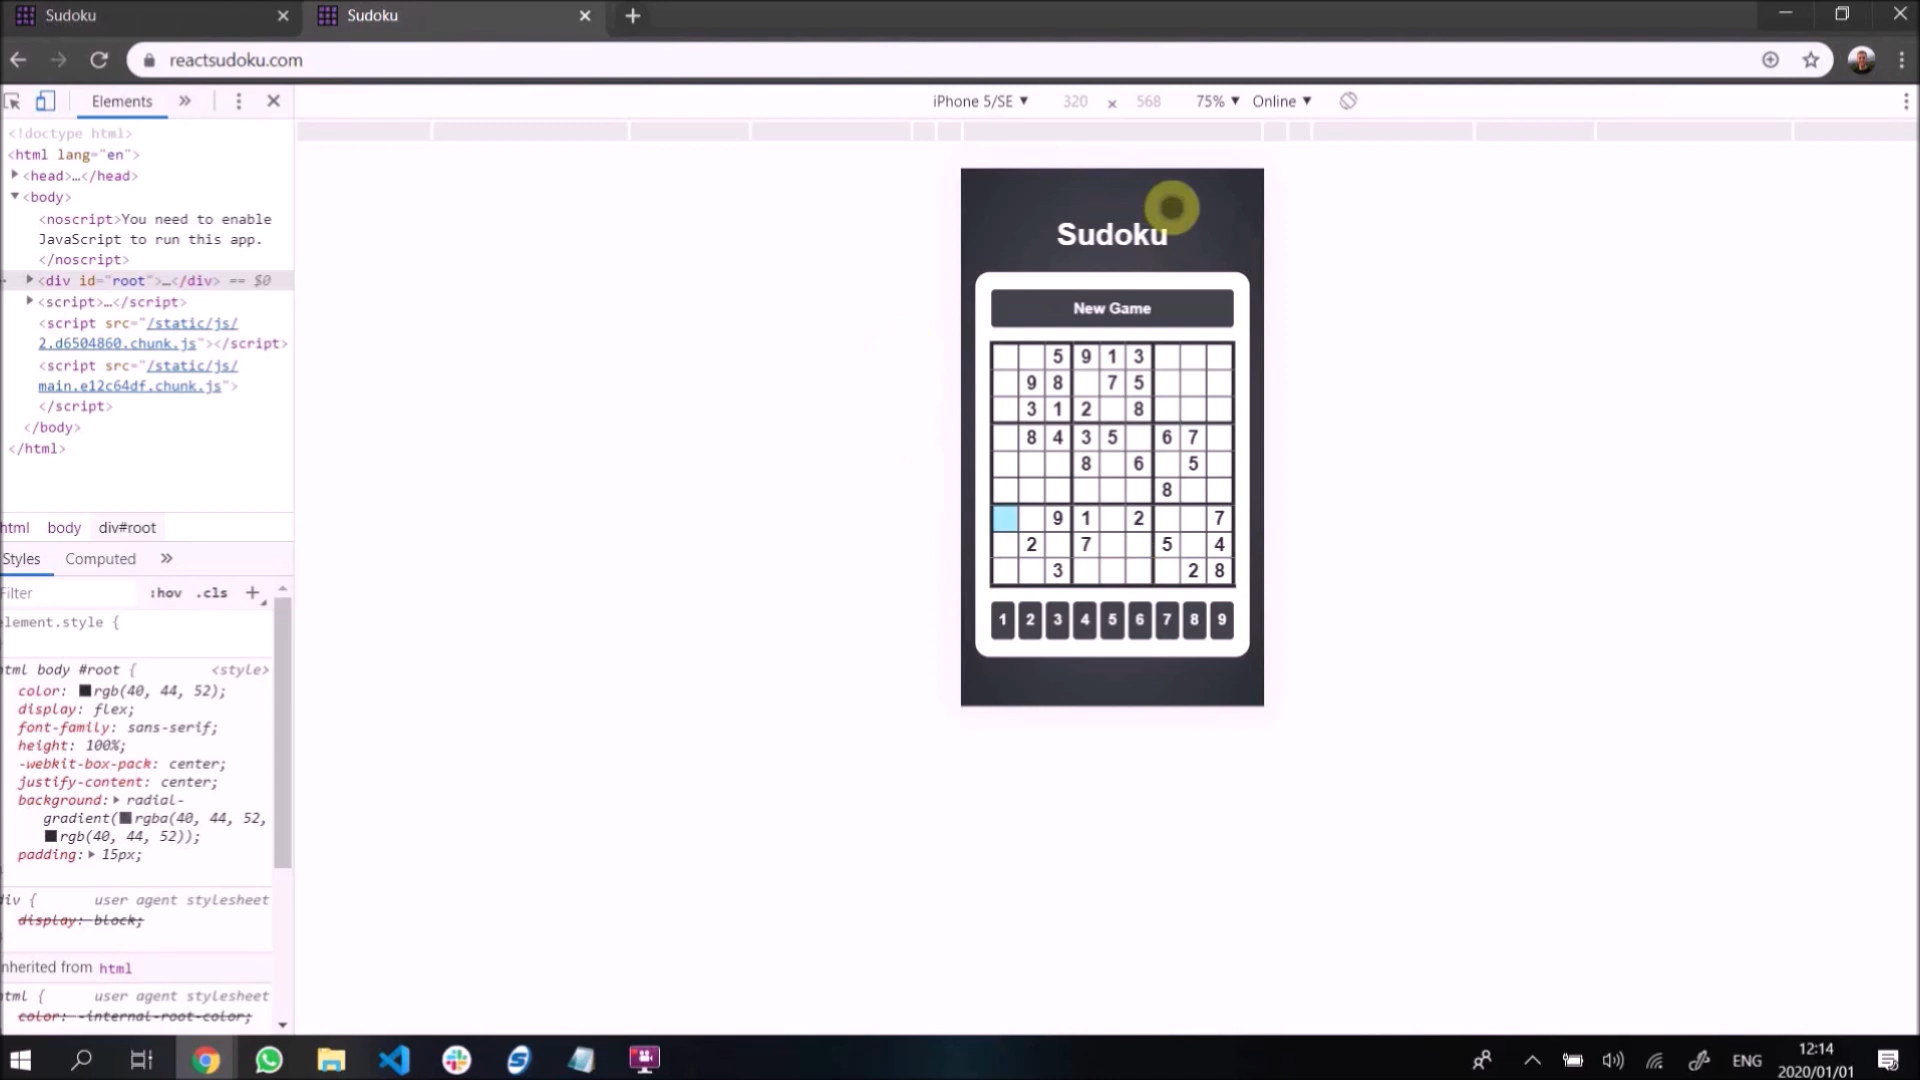 Sudoku
Sudoku
reactsudoku.com
Elements
iPhone 5/SE 320 × 568 75% Online
<!doctype html>
<html lang="en">
<head>…</head>
<body>
<noscript>You need to enable
JavaScript to run this app.
</noscript>
<div id="root">…</div> == $0
<script>…</script>
<script src="/static/js/
2.d6504860.chunk.js"></script>
<script src="/static/js/
main.e12c64df.chunk.js">
</script>
</body>
</html>
html body div#root
Styles Computed
Filter :hov .cls +
element.style {
html body #root { <style>
color: rgb(40, 44, 52);
display: flex;
font-family: sans-serif;
height: 100%;
-webkit-box-pack: center;
justify-content: center;
background: radial-
gradient(rgba(40, 44, 52,
rgb(40, 44, 52));
padding: 15px;
div { user agent stylesheet
display: block;
Inherited from html
html { user agent stylesheet
color: -internal-root-color;
Sudoku
New Game
5 9 1 3
9 8 7 5
3 1 2 8
8 4 3 5 6 7
8 6 5
8
9 1 2 7
2 7 5 4
3 2 8
1 2 3 4 5 6 7 8 9
ENG
12:14
2020/01/01